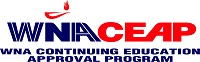 WNACEAP
WNA CONTINUING EDUCATION
APPROVAL PROGRAM